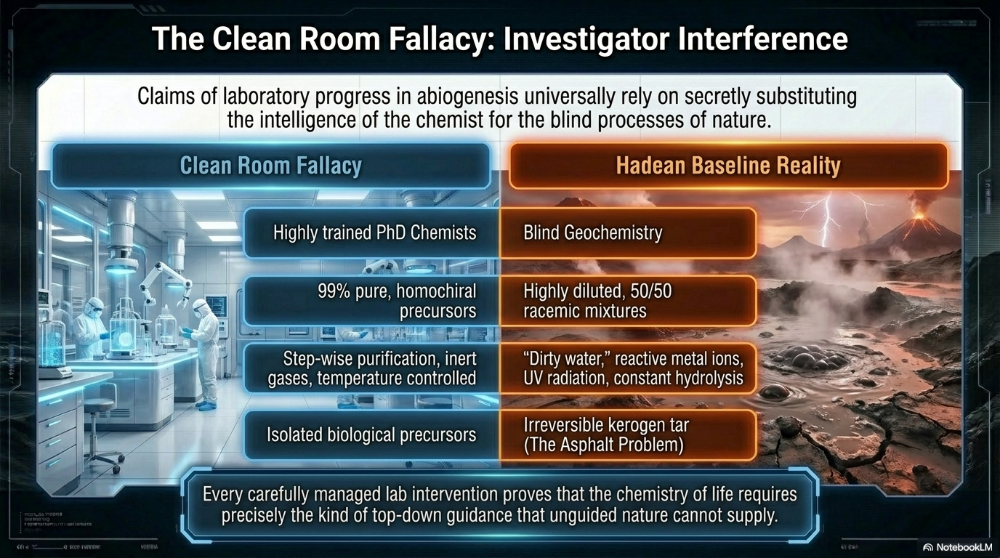 The Clean Room Fallacy: Investigator Interference
Claims of laboratory progress in abiogenesis universally rely on secretly substituting
the intelligence of the chemist for the blind processes of nature.
Clean Room Fallacy
Hadean Baseline Reality
Highly trained PhD Chemists
Blind Geochemistry
99% pure, homochiral
precursors
Highly diluted, 50/50
racemic mixtures
Step-wise purification, inert
gases, temperature controlled
“Dirty water,” reactive metal ions,
UV radiation, constant hydrolysis
Isolated biological precursors
Irreversible kerogen tar
(The Asphalt Problem)
Every carefully managed lab intervention proves that the chemistry of life requires
precisely the kind of top-down guidance that unguided nature cannot supply.
NotebookLM